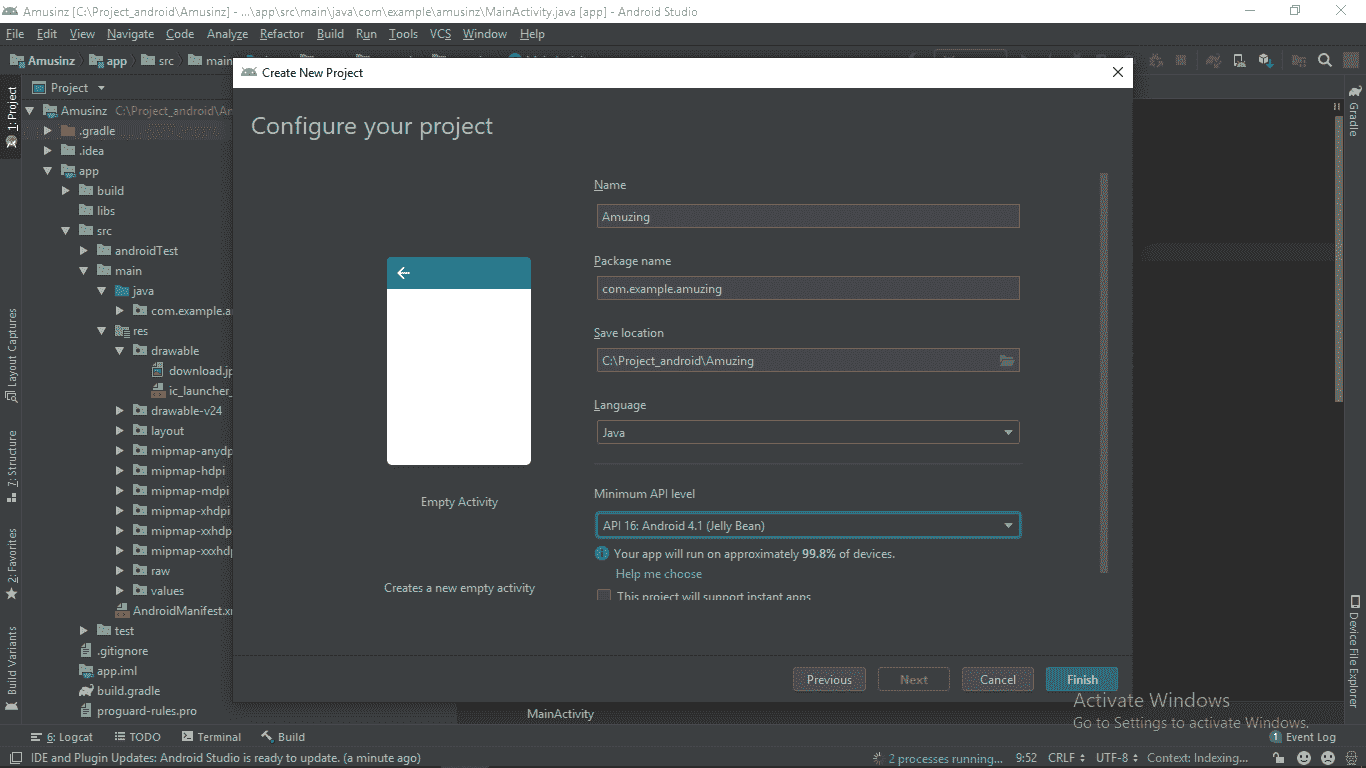 Amusinz [C:\Project_android\Amusinz] - ...\app\src\main\java\com\example\amusinz\MainActivity.java [app] - Android Studio
File Edit View Navigate Code Analyze Refactor Build Run Tools VCS Window Help
Amusinz app src main
Create New Project
Project
Amusinz C:\Project_android\Am
.gradle
.idea
app
build
libs
src
androidTest
main
java
com.example.a
res
drawable
download.jp
ic_launcher_
drawable-v24
layout
mipmap-anydp
mipmap-hdpi
mipmap-mdpi
mipmap-xhdpi
mipmap-xxhdp
mipmap-xxxhdp
raw
values
AndroidManifest.x
test
.gitignore
app.iml
build.gradle
proguard-rules.pro
1: Project
Layout Captures
7: Structure
2: Favorites
Build Variants
Configure your project
Name
Amuzing
Package name
com.example.amuzing
Save location
C:\Project_android\Amuzing
Language
Java
Minimum API level
API 16: Android 4.1 (Jelly Bean)
Your app will run on approximately 99.8% of devices.
Help me choose
This project will support instant apps
Empty Activity
Creates a new empty activity
Previous Next Cancel Finish
Gradle
Device File Explorer
Activate Windows
Go to Settings to activate Windows.
MainActivity
6: Logcat TODO Terminal Build
1 Event Log
IDE and Plugin Updates: Android Studio is ready to update. (a minute ago)
2 processes running... 9:52 CRLF UTF-8 Context: Indexing...